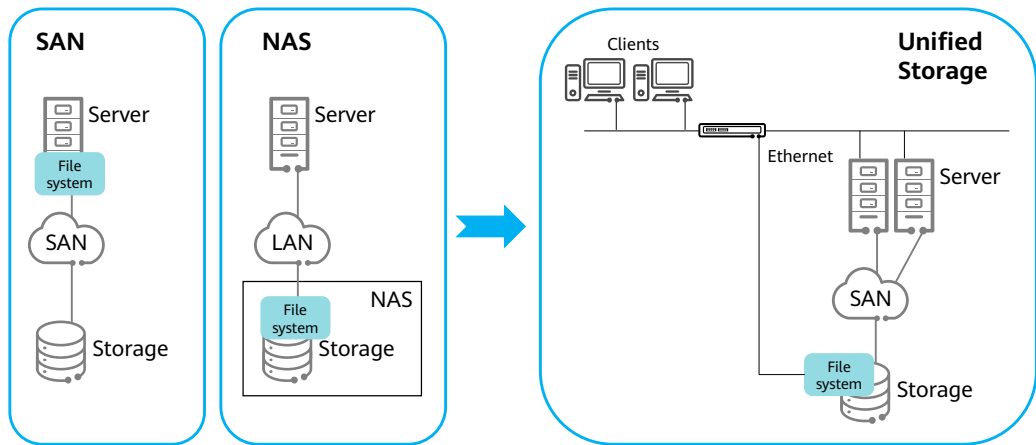 SAN
Server
File
system
SAN
Storage
NAS
Server
LAN
NAS
File
system
Storage
Unified
Storage
Clients
Ethernet
Server
SAN
File
system
Storage